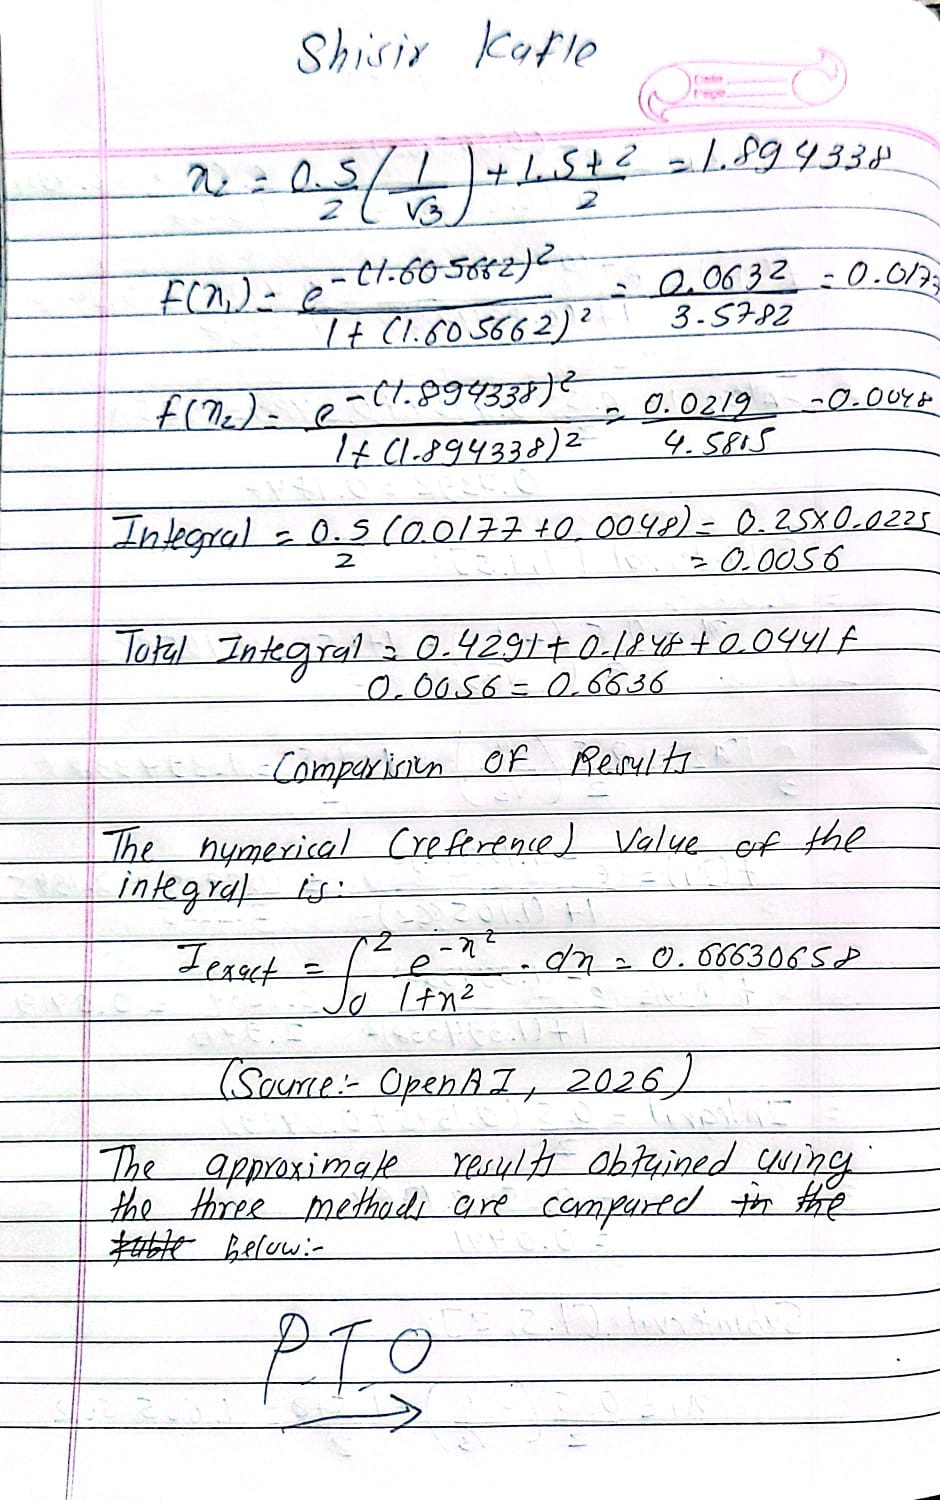 Shisir Kafle
Date
Page
x₂ = 0.5/2 (1/√3) + 1.5+2/2 = 1.894338
f(x₁) = e^-(1.605662)² / 1+(1.605662)² = 0.0632/3.5782 = 0.0177
f(x₂) = e^-(1.894338)² / 1+(1.894338)² = 0.0219/4.5815 = 0.0048
Integral = 0.5/2 (0.0177 + 0.0048) = 0.25×0.0225
= 0.0056
Total Integral = 0.4291 + 0.1848 + 0.0441 +
0.0056 = 0.6636
Comparision of Results
The numerical (reference) Value of the
integral is:
I exact = ∫₀² e^-x² / 1+x² . dx = 0.66630658
(Source:- OpenAI, 2026)
The approximate results obtained using
the three methods are compared in the
table below:-
PTO